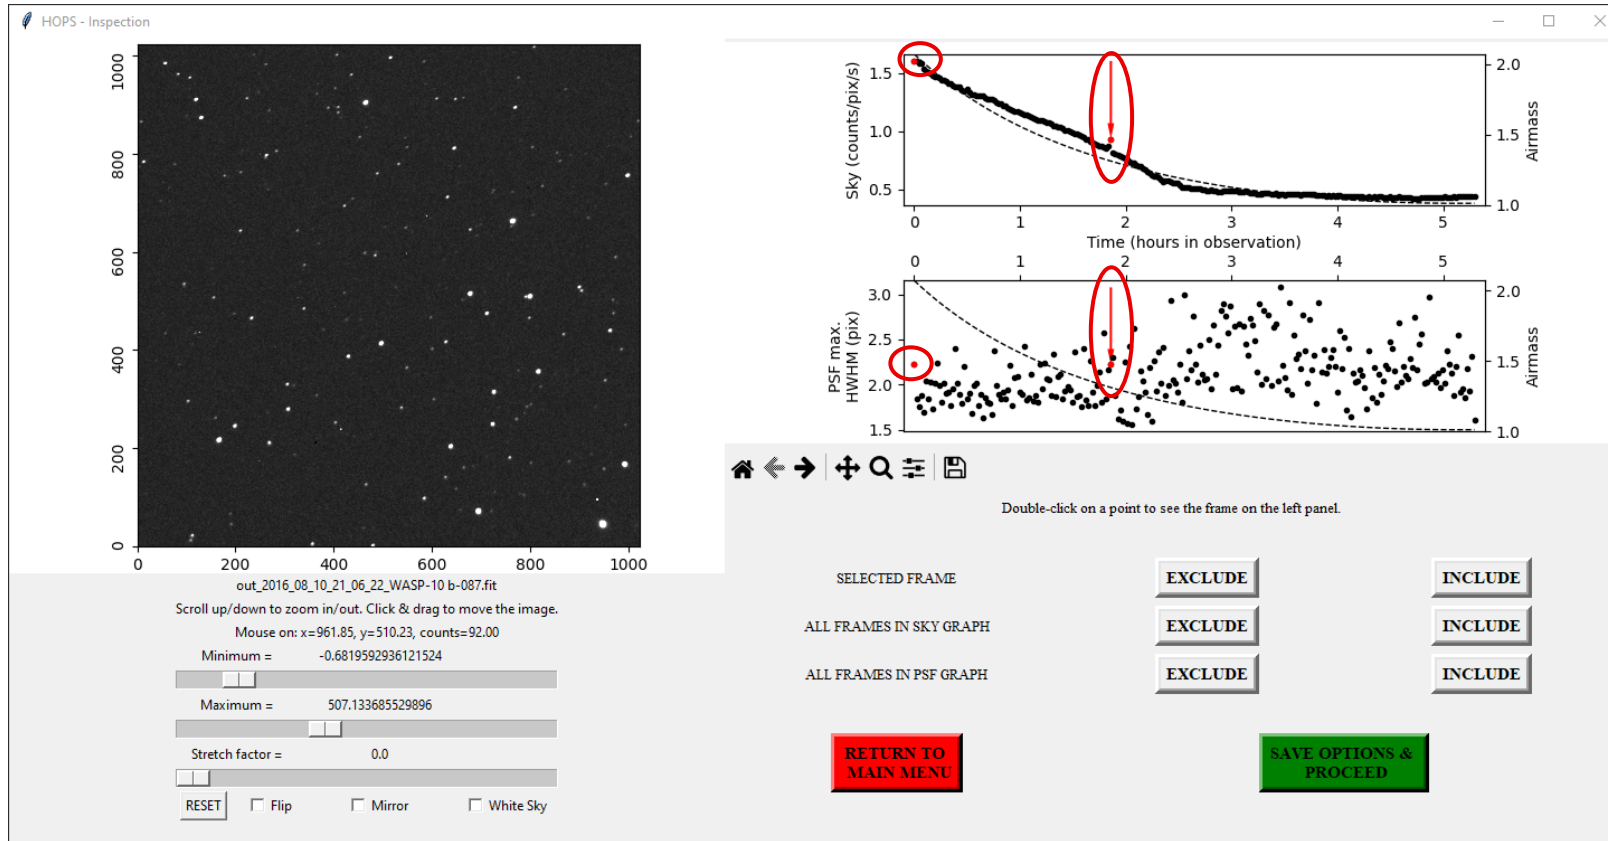 HOPS - Inspection
1000
800
600
400
200
0
0 200 400 600 800 1000
out_2016_08_10_21_06_22_WASP-10 b-087.fit
Scroll up/down to zoom in/out. Click & drag to move the image.
Mouse on: x=961.85, y=510.23, counts=92.00
Minimum = -0.6819592936121524
Maximum = 507.133685529896
Stretch factor = 0.0
RESET Flip Mirror White Sky
Sky (counts/pix/s)
1.5
1.0
0.5
2.0
1.5
1.0
Airmass
0 1 2 3 4 5
Time (hours in observation)
0 1 2 3 4 5
PSF max.
HWHM (pix)
3.0
2.5
2.0
1.5
2.0
1.5
1.0
Airmass
Double-click on a point to see the frame on the left panel.
SELECTED FRAME EXCLUDE INCLUDE
ALL FRAMES IN SKY GRAPH EXCLUDE INCLUDE
ALL FRAMES IN PSF GRAPH EXCLUDE INCLUDE
RETURN TO
MAIN MENU
SAVE OPTIONS &
PROCEED